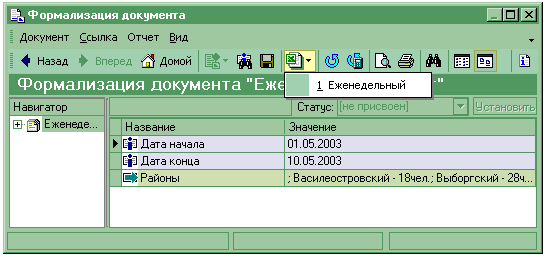 Формализация документа
Документ Ссылка Отчет Вид
Назад Вперед Домой
1 Еженедельный
Формализация документа "Еже
Навигатор Статус: [не присвоен] Установить
Еженеде...
Название Значение
Дата начала 01.05.2003
Дата конца 10.05.2003
Районы ; Василеостровский - 18чел.; Выборгский - 28ч...